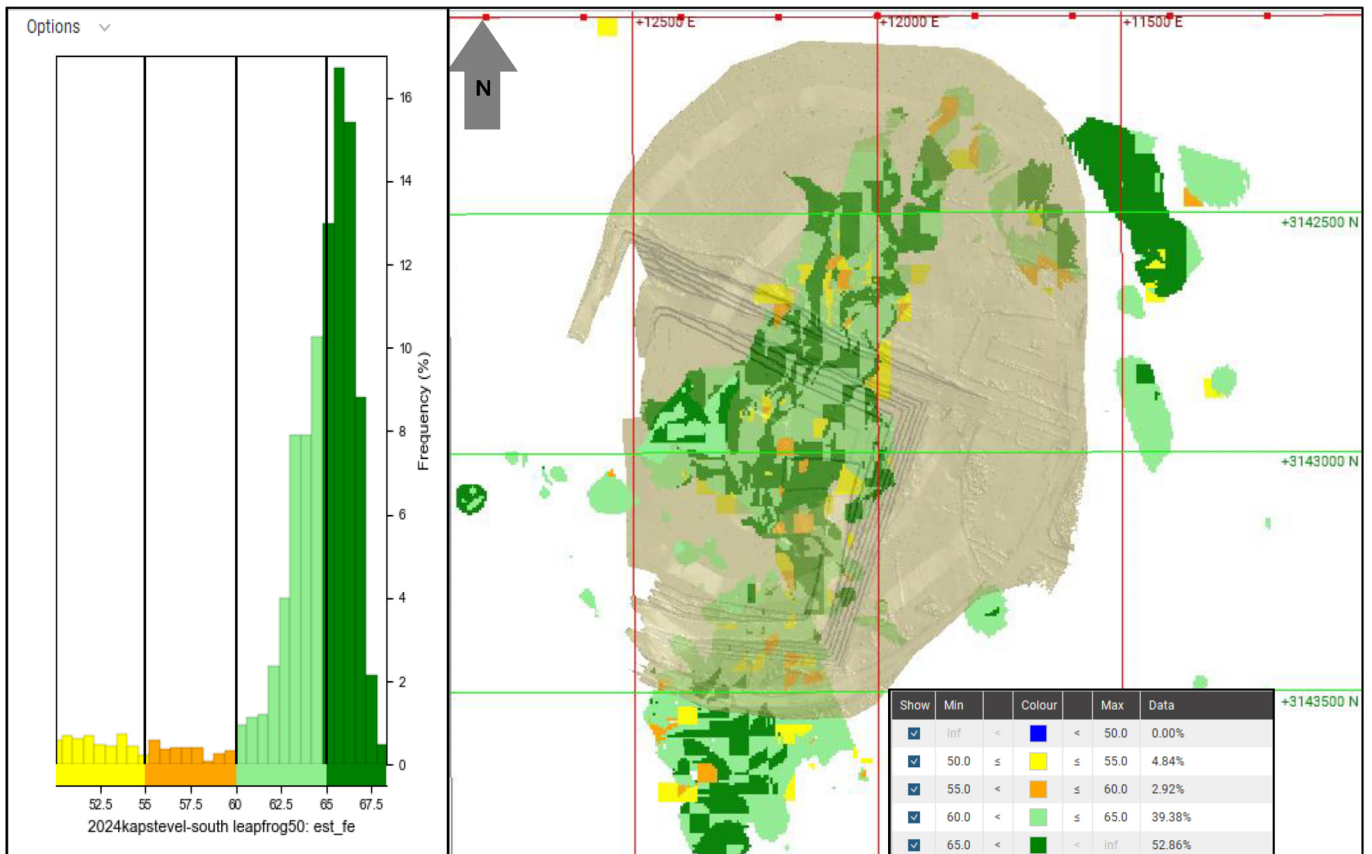 Options
16
14
12
10
8
6
4
2
0
Frequency (%)
52.5 55 57.5 60 62.5 65 67.5
2024kapstevel-south leapfrog50: est_fe
N
+12500 E +12000 E +11500 E
+3142500 N
+3143000 N
+3143500 N
Show Min Colour Max Data
inf < < 50.0 0.00%
50.0 ≤ ≤ 55.0 4.84%
55.0 < ≤ 60.0 2.92%
60.0 < ≤ 65.0 39.38%
65.0 < < inf 52.86%